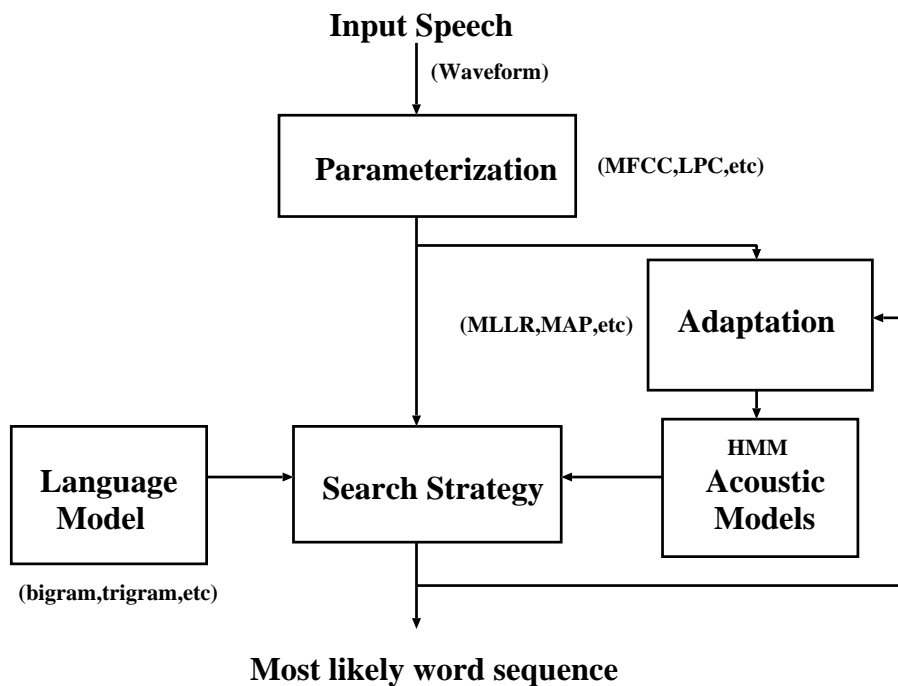 Input Speech
(Waveform)
Parameterization
(MFCC,LPC,etc)
(MLLR,MAP,etc)
Adaptation
Language
Model
Search Strategy
HMM
Acoustic
Models
(bigram,trigram,etc)
Most likely word sequence